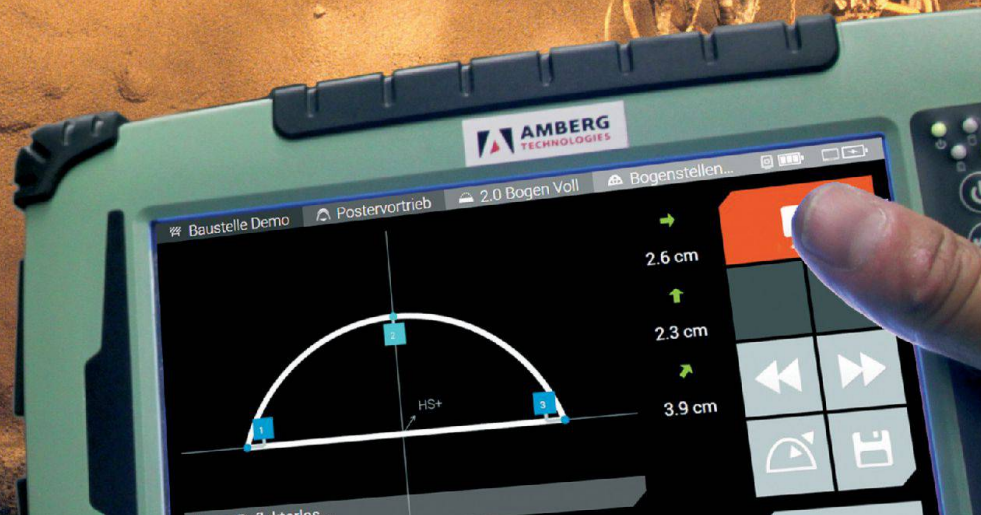 AMBERG
TECHNOLOGIES
Baustelle Demo
Postervortrieb
2.0 Bogen Voll
Bogenstellen...
2.6 cm
2
2.3 cm
HS+
1
3
3.9 cm